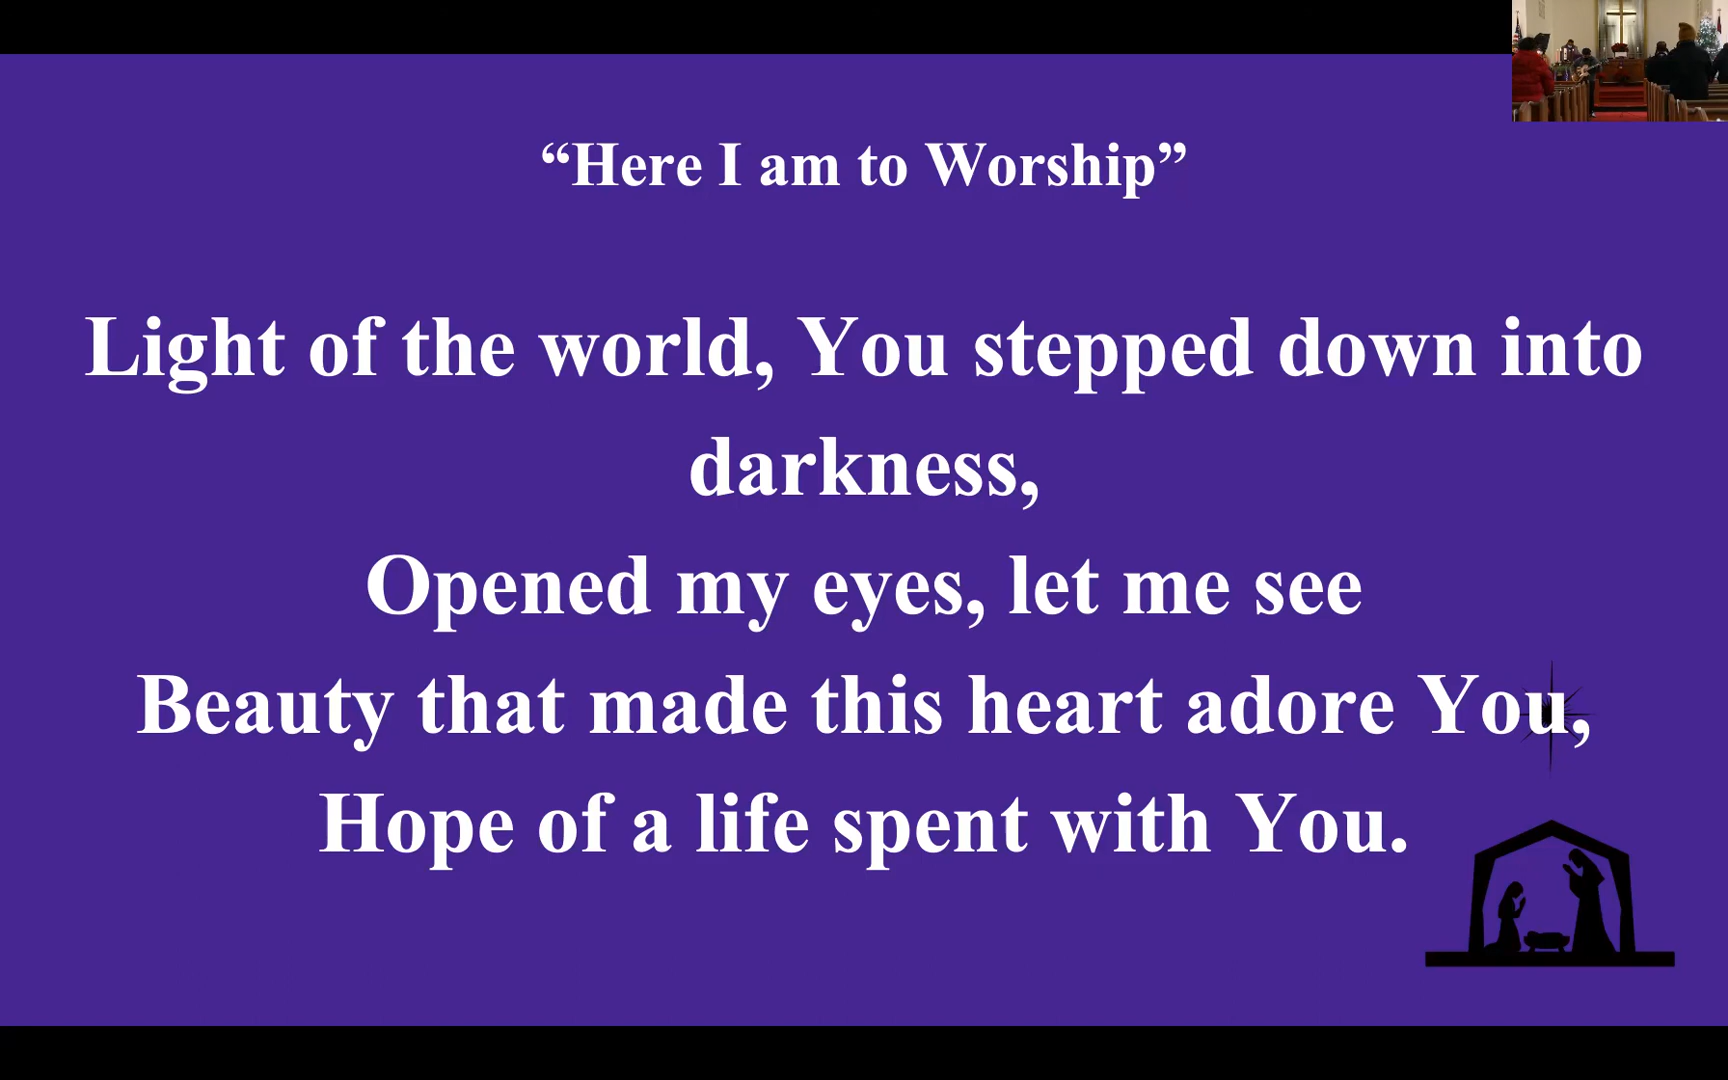 “Here I am to Worship”
Light of the world, You stepped down into
darkness,
Opened my eyes, let me see
Beauty that made this heart adore You,
Hope of a life spent with You.